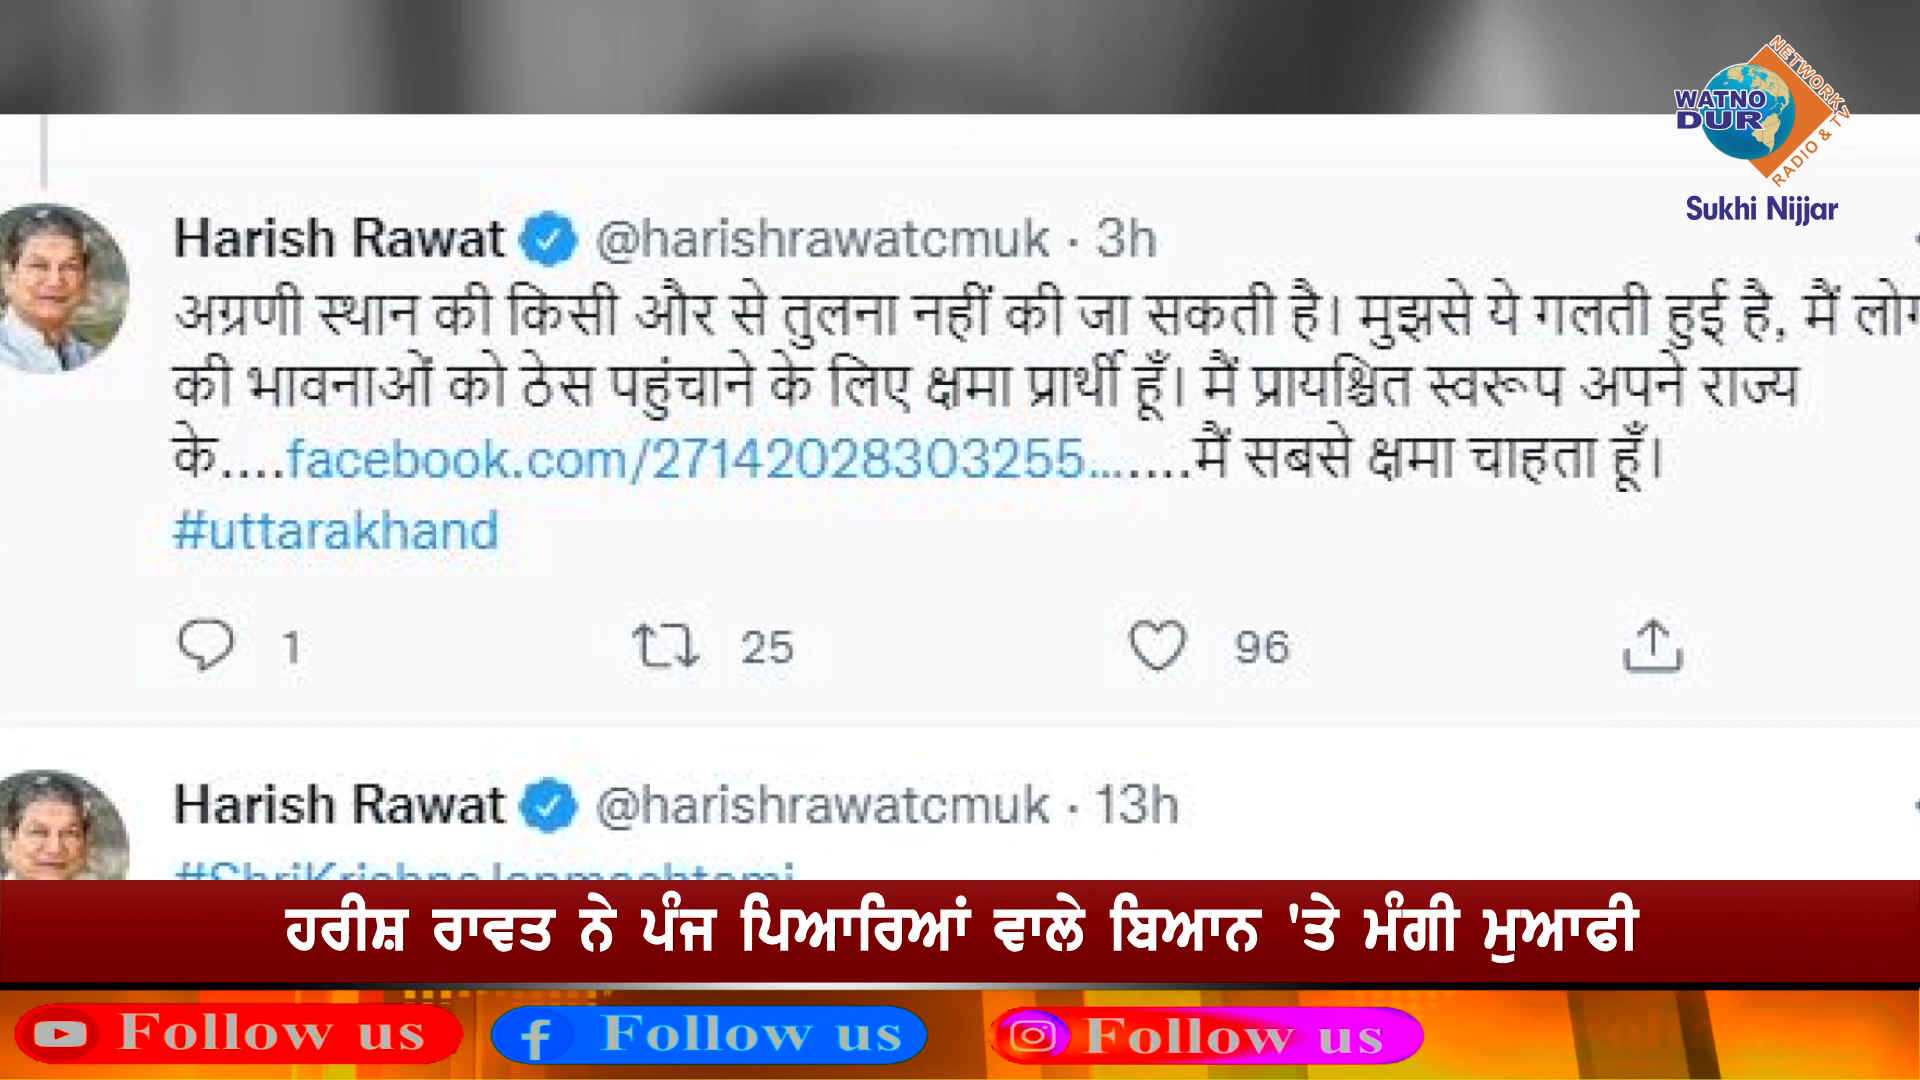 NETWORKZ
WATNO
DUR
RADIO & TV
Sukhi Nijjar
Harish Rawat @harishrawatcmuk · 3h
अग्रणी स्थान की किसी और से तुलना नहीं की जा सकती है। मुझसे ये गलती हुई है, मैं
की भावनाओं को ठेस पहुंचाने के लिए क्षमा प्रार्थी हूँ। मैं प्रायश्चित स्वरूप अपने राज्य
के....facebook.com/27142028303255…....मैं सबसे क्षमा चाहता हूँ।
#uttarakhand
1 25 96
Harish Rawat @harishrawatcmuk · 13h
ਹਰੀਸ਼ ਰਾਵਤ ਨੇ ਪੰਜ ਪਿਆਰਿਆਂ ਵਾਲੇ ਬਿਆਨ 'ਤੇ ਮੰਗੀ ਮੁਆਫੀ
Follow us Follow us Follow us